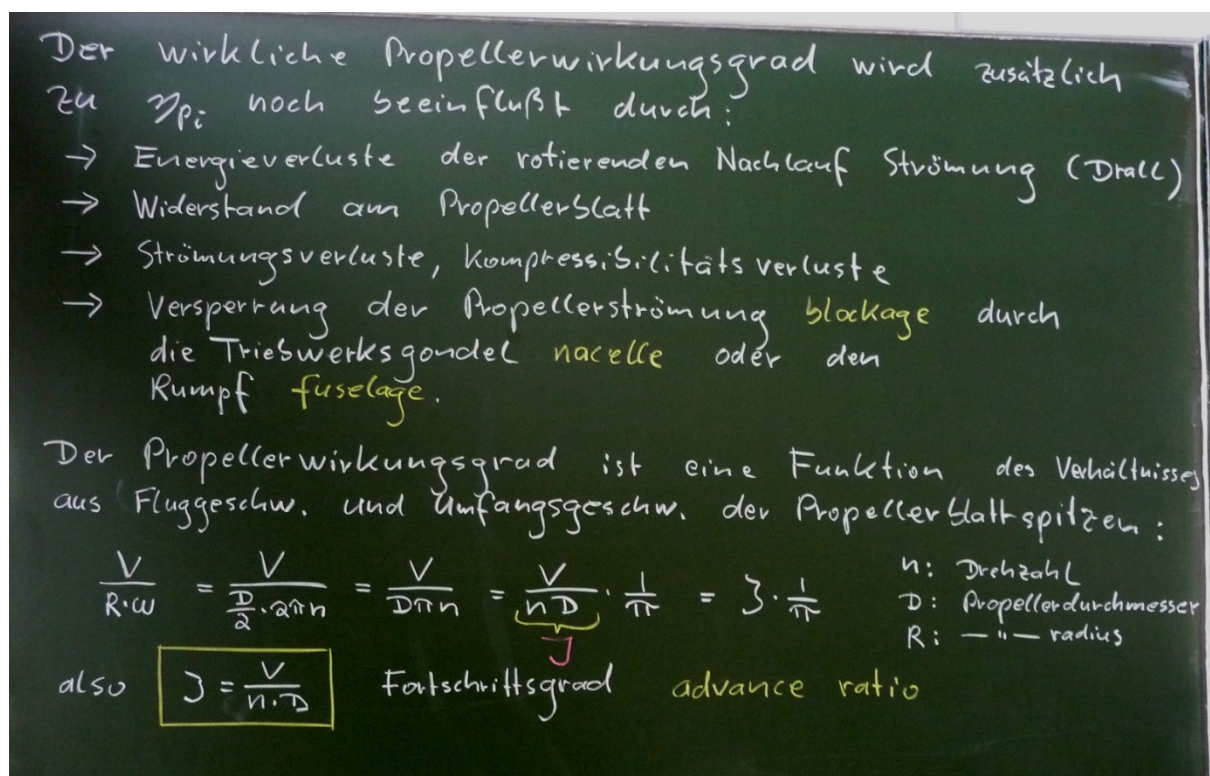 Der wirkliche Propellerwirkungsgrad wird zusätzlich
zu ηPi noch beeinflußt durch:
→ Energieverluste der rotierenden Nachlauf Strömung (Drall)
→ Widerstand am Propellerblatt
→ Strömungsverluste, Kompressibilitätsverluste
→ Versperrung der Propellerströmung blockage durch
die Triebwerksgondel nacelle oder den
Rumpf fuselage.
Der Propellerwirkungsgrad ist eine Funktion des Verhältnisses
aus Fluggeschw. und Umfangsgeschw. der Propellerblattspitzen:
V/(R·ω) = V/(D/2·2πn) = V/(Dπn) = V/(nD) · 1/π = J · 1/π
J
n: Drehzahl
D: Propellerdurchmesser
R: —"— radius
also J = V/(n·D) Fortschrittsgrad advance ratio